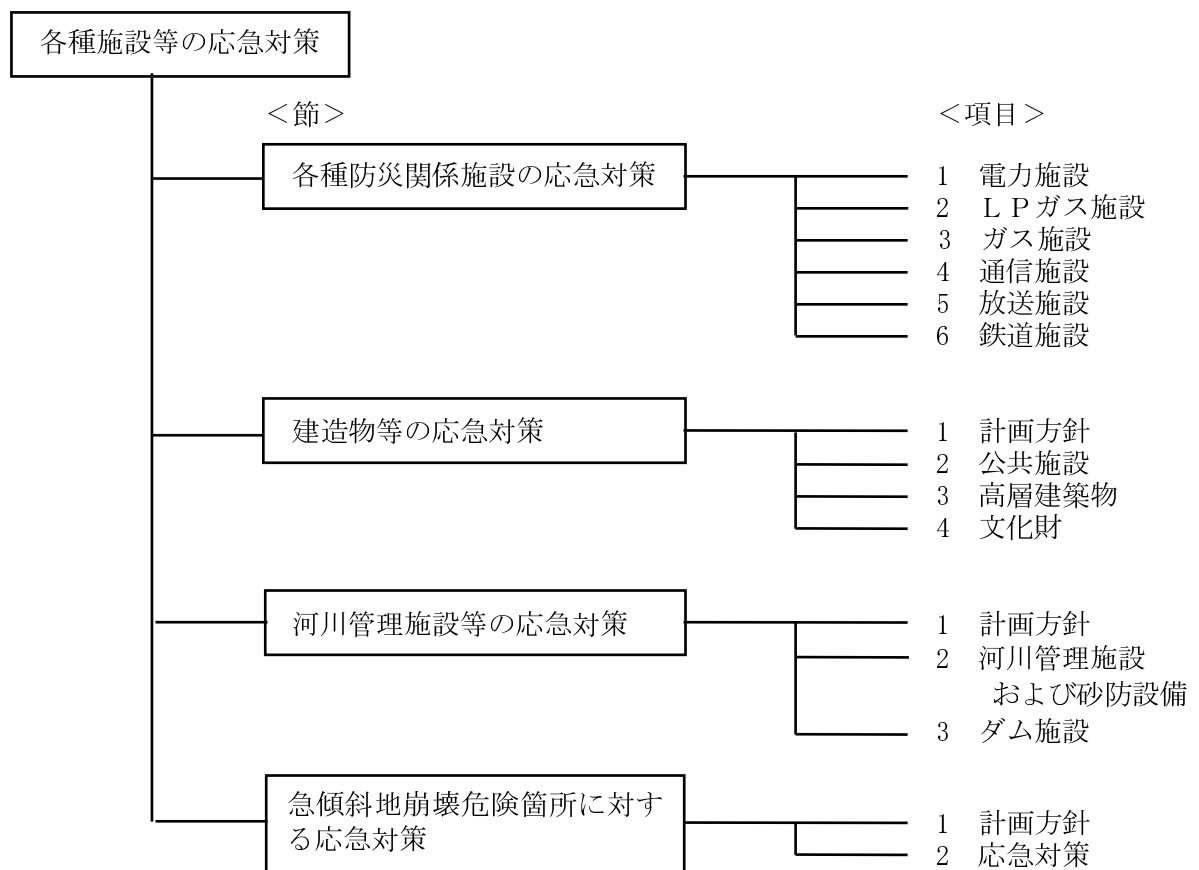 各種施設等の応急対策
＜節＞
＜項目＞
各種防災関係施設の応急対策
1　電力施設
2　ＬＰガス施設
3　ガス施設
4　通信施設
5　放送施設
6　鉄道施設
建造物等の応急対策
1　計画方針
2　公共施設
3　高層建築物
4　文化財
河川管理施設等の応急対策
1　計画方針
2　河川管理施設
および砂防設備
3　ダム施設
急傾斜地崩壊危険箇所に対す
る応急対策
1　計画方針
2　応急対策